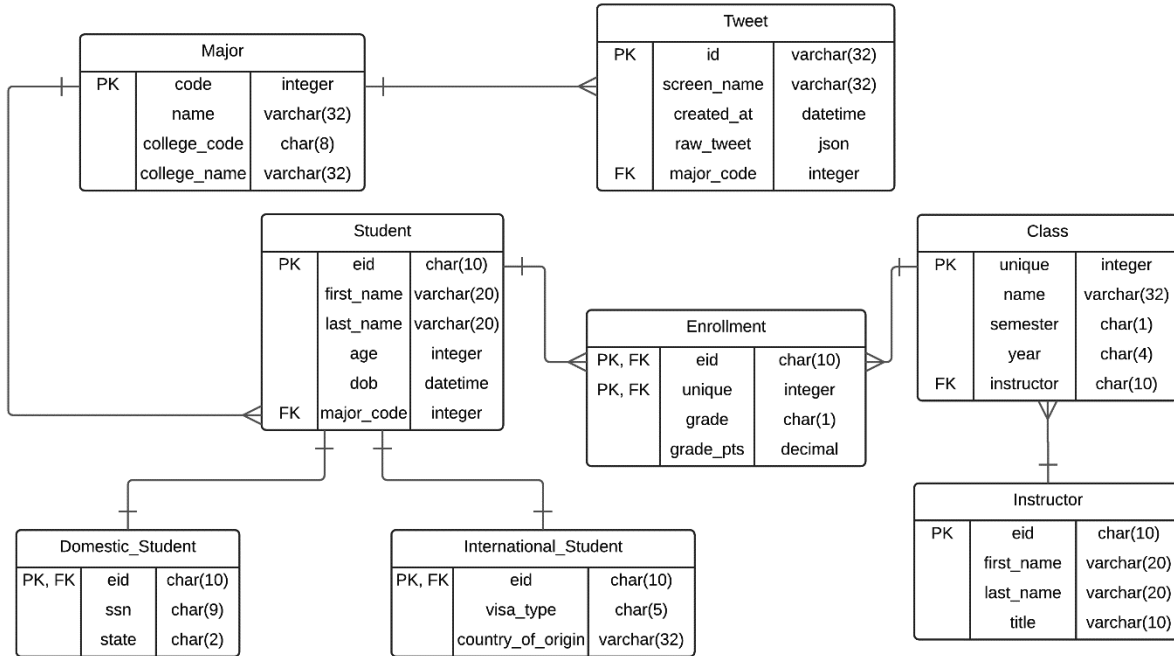 Major
PK code integer
name varchar(32)
college_code char(8)
college_name varchar(32)
Tweet
PK id varchar(32)
screen_name varchar(32)
created_at datetime
raw_tweet json
FK major_code integer
Student
PK eid char(10)
first_name varchar(20)
last_name varchar(20)
age integer
dob datetime
FK major_code integer
Enrollment
PK, FK eid char(10)
PK, FK unique integer
grade char(1)
grade_pts decimal
Class
PK unique integer
name varchar(32)
semester char(1)
year char(4)
FK instructor char(10)
Domestic_Student
PK, FK eid char(10)
ssn char(9)
state char(2)
International_Student
PK, FK eid char(10)
visa_type char(5)
country_of_origin varchar(32)
Instructor
PK eid char(10)
first_name varchar(20)
last_name varchar(20)
title varchar(10)